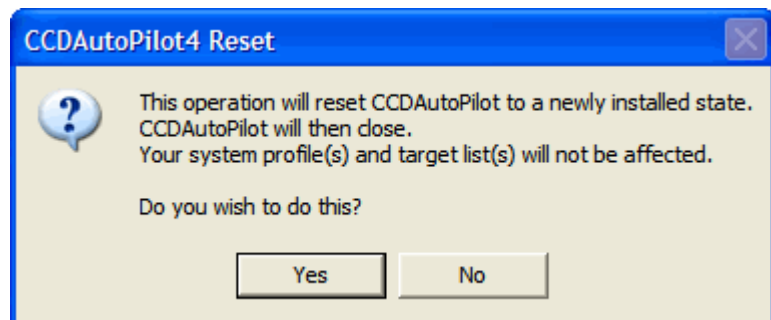 CCDAutoPilot4 Reset
This operation will reset CCDAutoPilot to a newly installed state.
CCDAutoPilot will then close.
Your system profile(s) and target list(s) will not be affected.
Do you wish to do this?
Yes
No